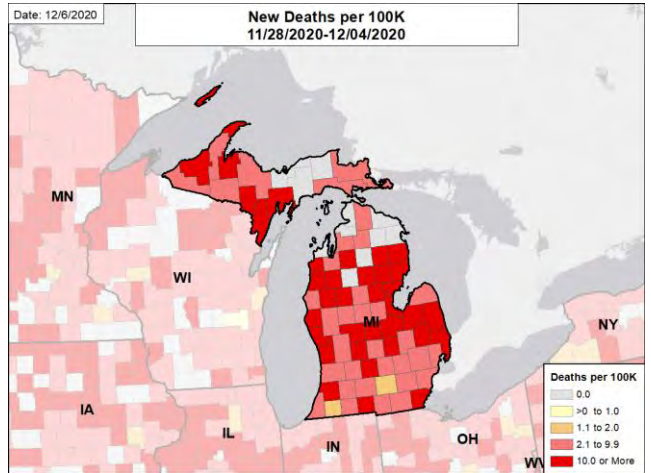 Date: 12/6/2020
New Deaths per 100K
11/28/2020-12/04/2020
MN
WI
MI
NY
IA
IL
IN
OH
WV
Deaths per 100K
0.0
>0 to 1.0
1.1 to 2.0
2.1 to 9.9
10.0 or More